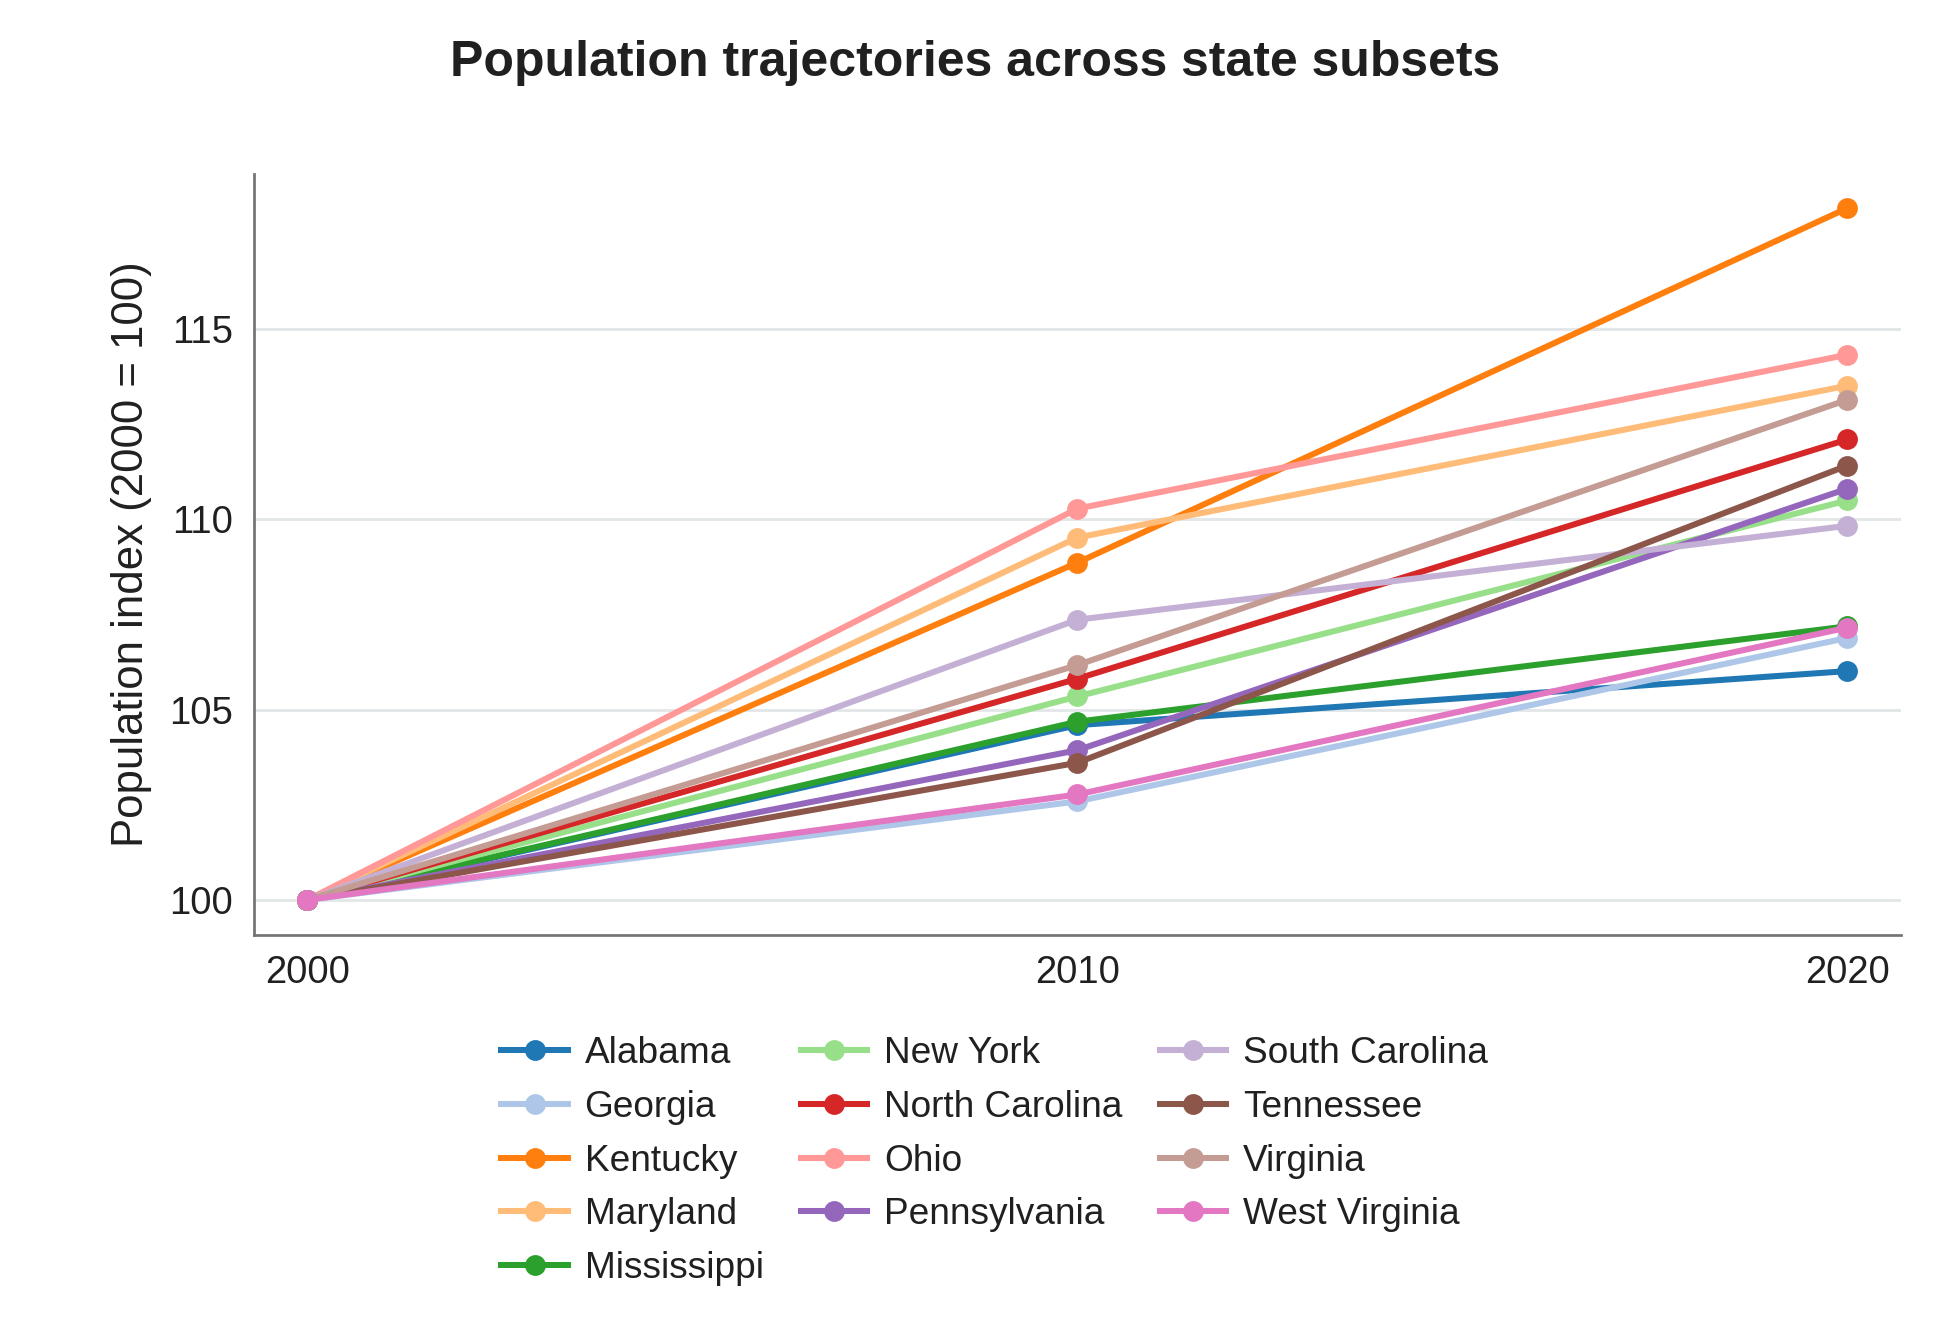 Population trajectories across state subsets
Population index (2000 = 100)
115
110
105
100
2000
2010
2020
Alabama
Georgia
Kentucky
Maryland
Mississippi
New York
North Carolina
Ohio
Pennsylvania
South Carolina
Tennessee
Virginia
West Virginia